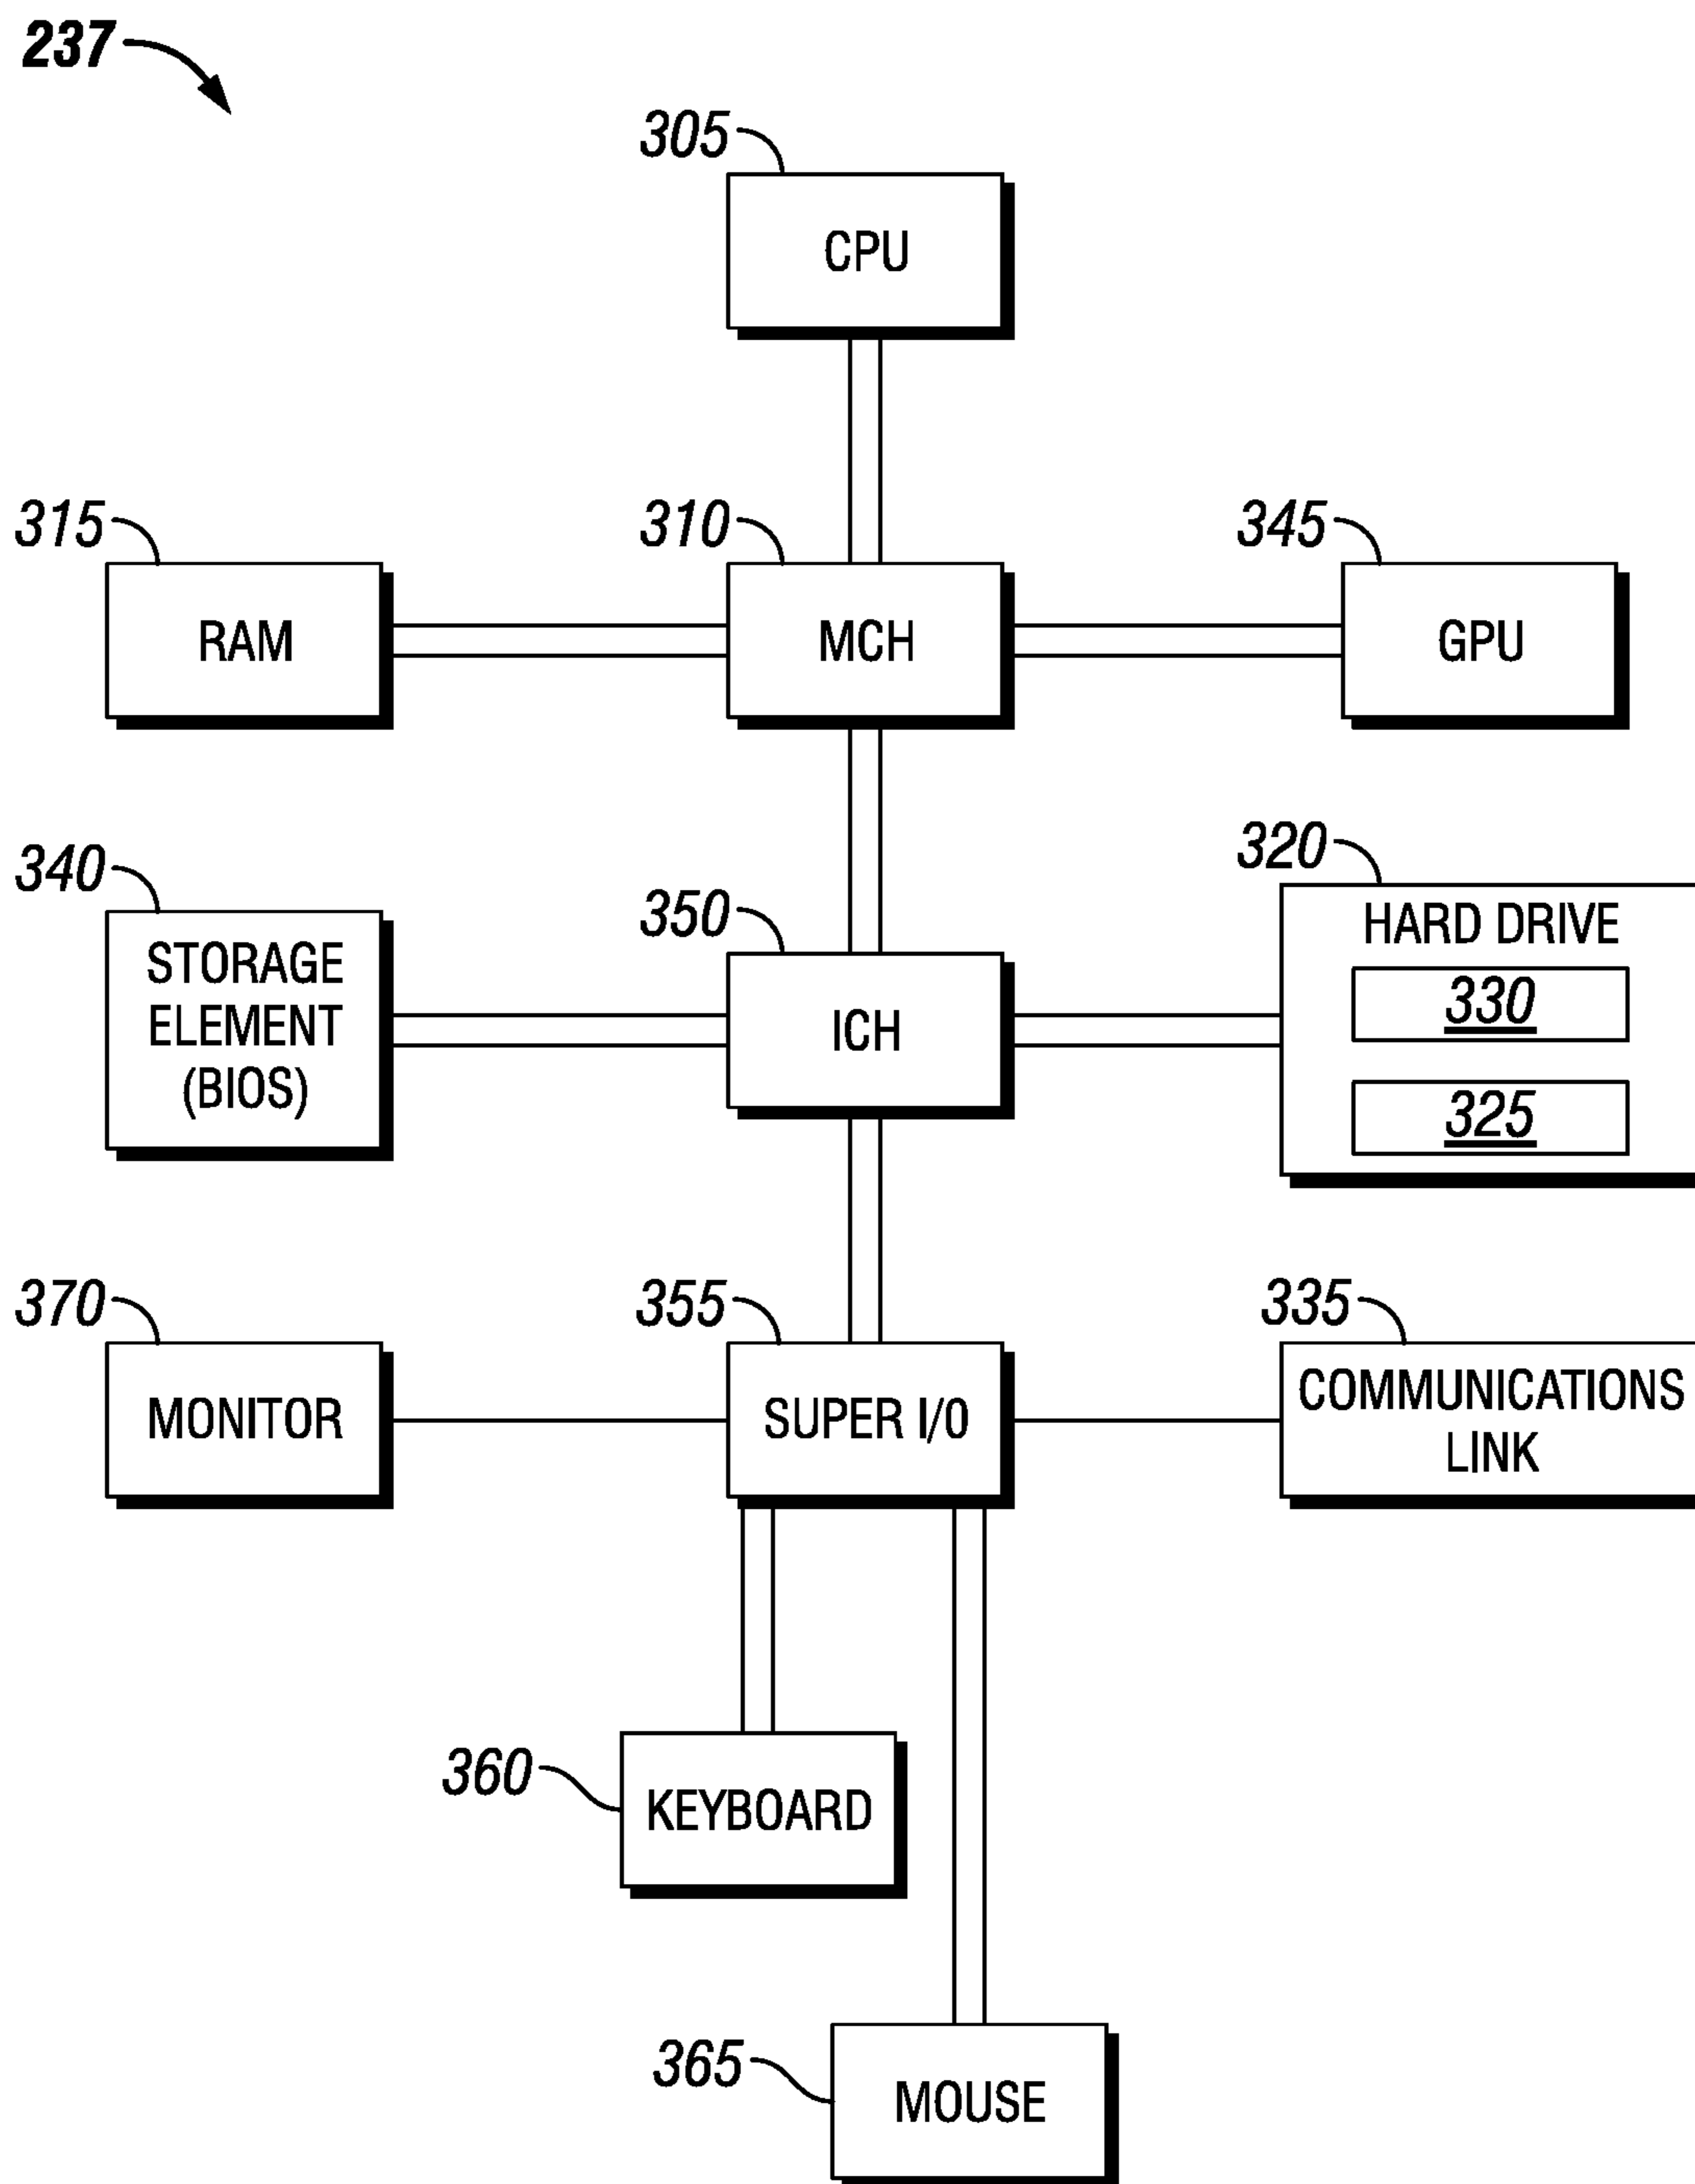 237
305
CPU
315
310
345
RAM
MCH
GPU
340
350
320
STORAGE
ELEMENT
(BIOS)
ICH
HARD DRIVE
330
325
370
355
335
MONITOR
SUPER I/O
COMMUNICATIONS
LINK
360
KEYBOARD
365
MOUSE